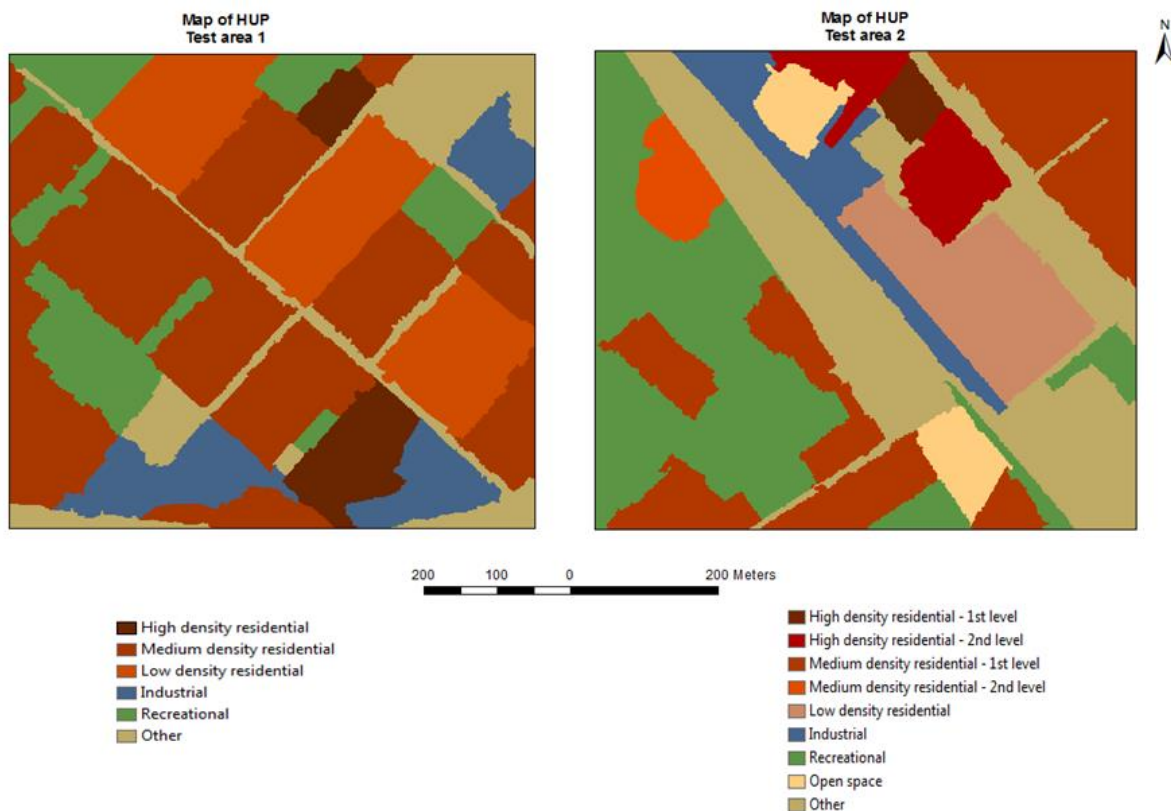 Map of HUP
Test area 1
Map of HUP
Test area 2
N
200 100 0 200 Meters
High density residential
Medium density residential
Low density residential
Industrial
Recreational
Other
High density residential - 1st level
High density residential - 2nd level
Medium density residential - 1st level
Medium density residential - 2nd level
Low density residential
Industrial
Recreational
Open space
Other